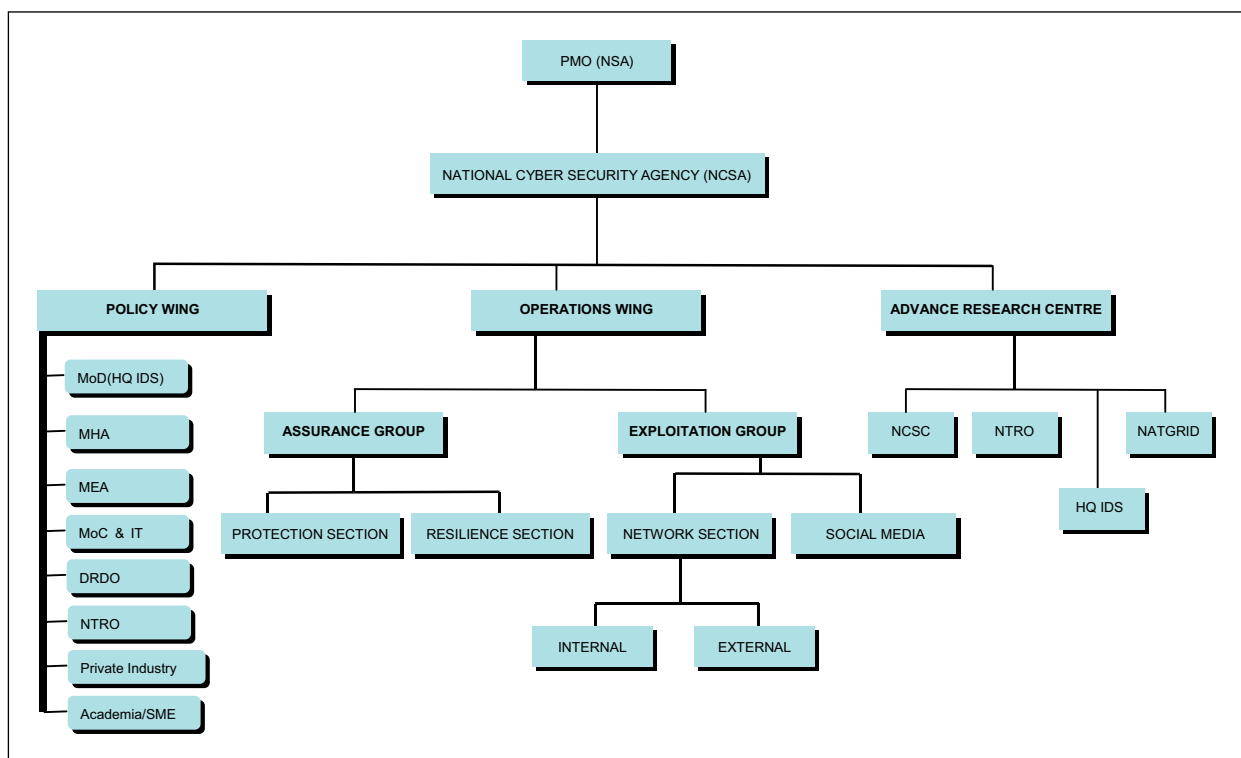 PMO (NSA)
NATIONAL CYBER SECURITY AGENCY (NCSA)
POLICY WING
OPERATIONS WING
ADVANCE RESEARCH CENTRE
MoD(HQ IDS)
MHA
MEA
MoC & IT
DRDO
NTRO
Private Industry
Academia/SME
ASSURANCE GROUP
EXPLOITATION GROUP
PROTECTION SECTION
RESILIENCE SECTION
NETWORK SECTION
SOCIAL MEDIA
INTERNAL
EXTERNAL
NCSC
NTRO
NATGRID
HQ IDS